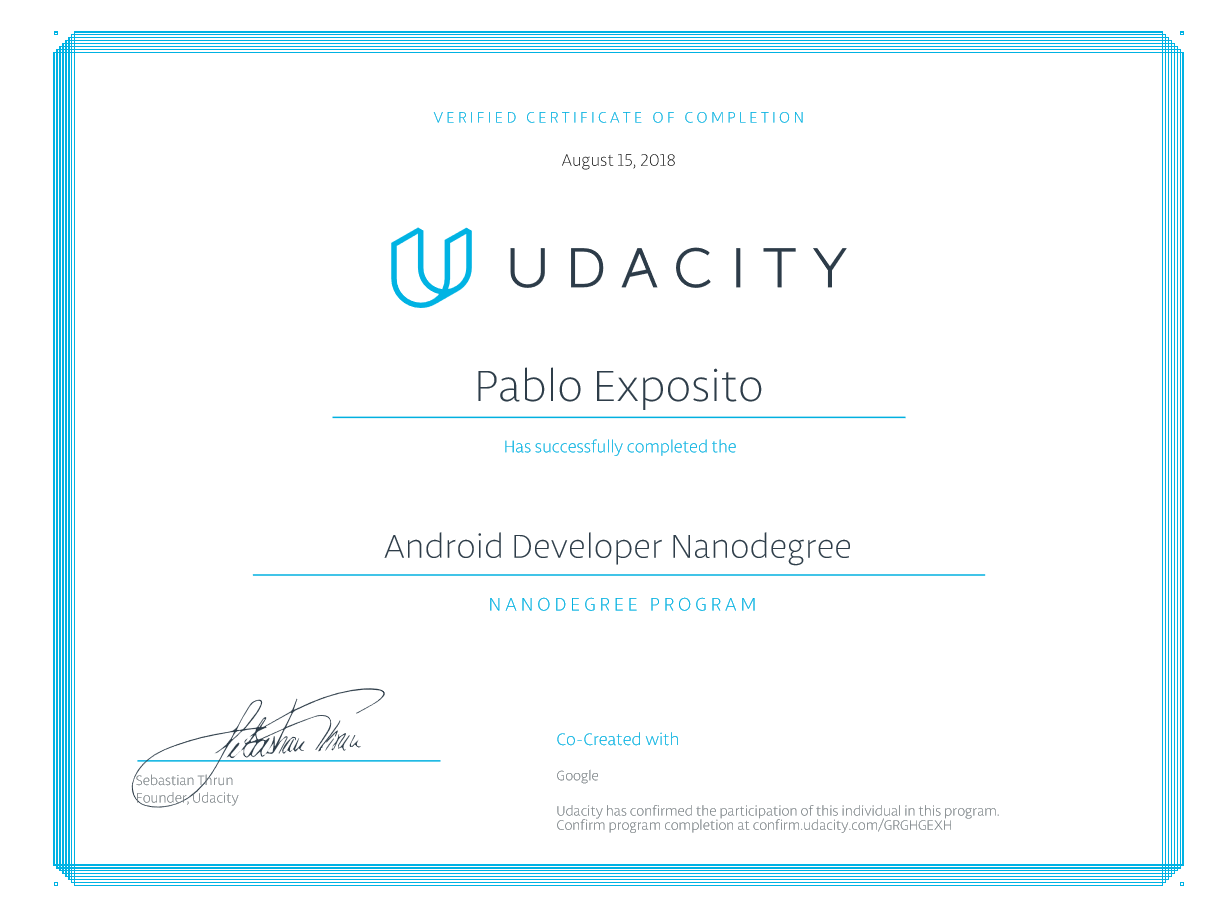 VERIFIED CERTIFICATE OF COMPLETION
August 15, 2018
UDACITY
Pablo Exposito
Has successfully completed the
Android Developer Nanodegree
NANODEGREE PROGRAM
Sebastian Thrun
Sebastian Thrun
Founder, Udacity
Co-Created with
Google
Udacity has confirmed the participation of this individual in this program.
Confirm program completion at confirm.udacity.com/GRGHGEXH